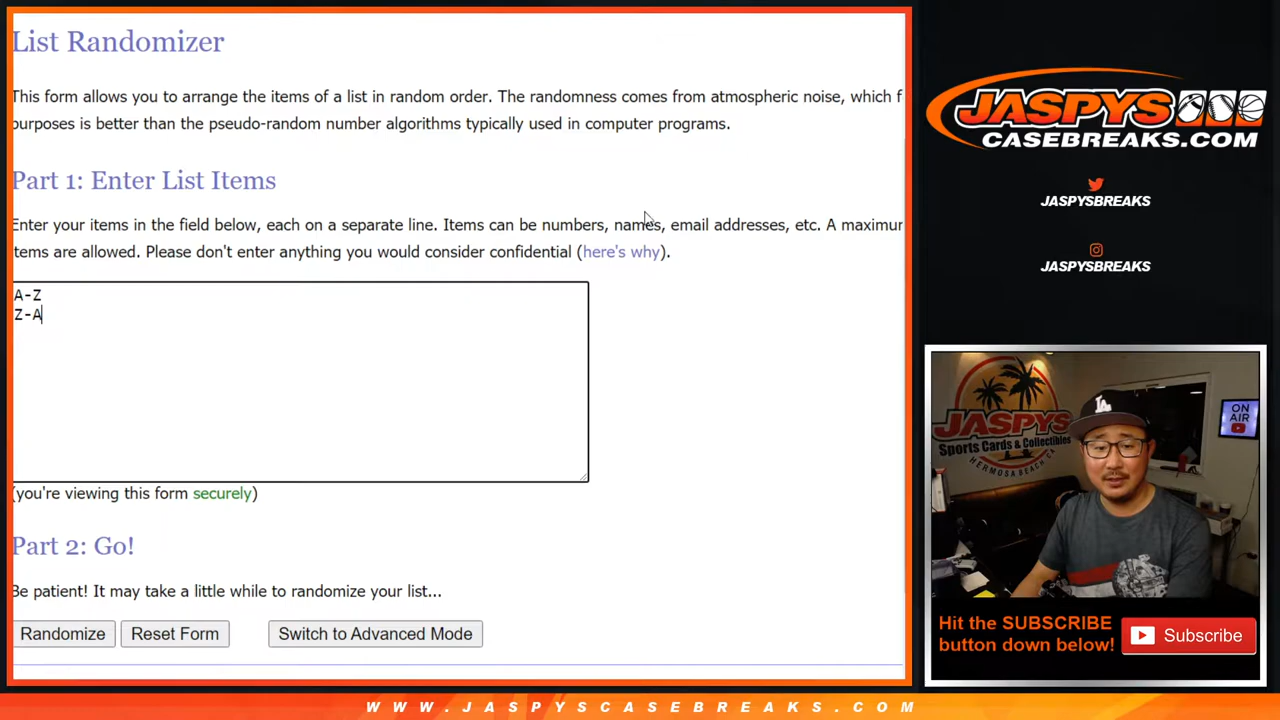 List Randomizer
This form allows you to arrange the items of a list in random order. The randomness comes from atmospheric noise, which f
purposes is better than the pseudo-random number algorithms typically used in computer programs.
Part 1: Enter List Items
Enter your items in the field below, each on a separate line. Items can be numbers, names, email addresses, etc. A maximum
items are allowed. Please don't enter anything you would consider confidential (here's why).
A-Z
Z-A
(you're viewing this form securely)
Part 2: Go!
Be patient! It may take a little while to randomize your list...
Randomize Reset Form Switch to Advanced Mode
JASPYS
CASEBREAKS.COM
JASPYSBREAKS
JASPYSBREAKS
JASPYS
Sports Cards & Collectibles
HERMOSA BEACH, CA
LA
ON
AIR
Hit the SUBSCRIBE
button down below!
Subscribe
WWW.JASPYSCASEBREAKS.COM